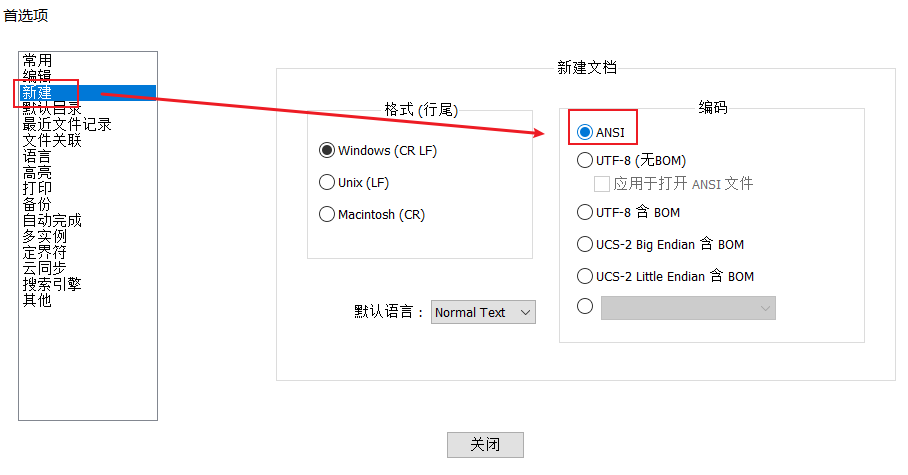 首选项
常用
编辑
新建
默认目录
最近文件记录
文件关联
语言
高亮
打印
备份
自动完成
多实例
定界符
云同步
搜索引擎
其他
新建文档
格式 (行尾)
Windows (CR LF)
Unix (LF)
Macintosh (CR)
默认语言：
Normal Text
编码
ANSI
UTF-8 (无BOM)
应用于打开 ANSI 文件
UTF-8 含 BOM
UCS-2 Big Endian 含 BOM
UCS-2 Little Endian 含 BOM
关闭